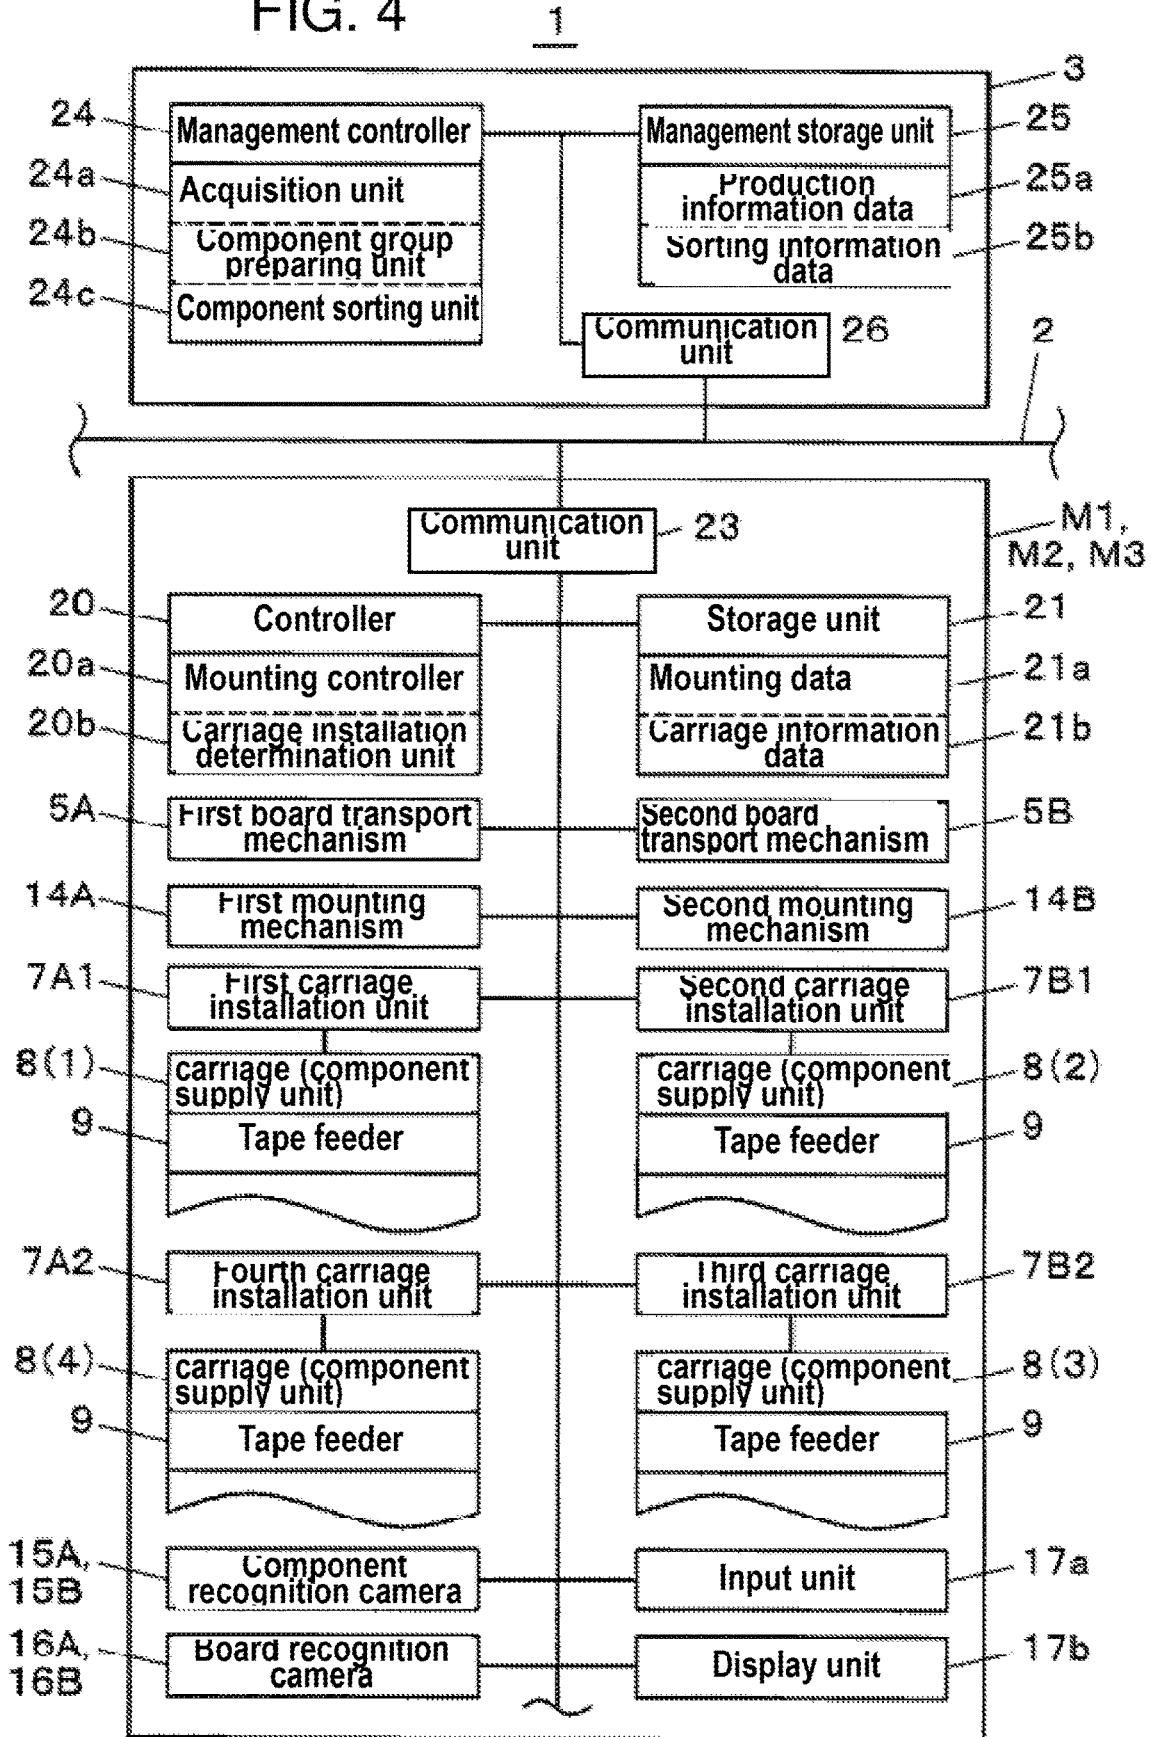 FIG. 4
1
3
24
Management controller
Management storage unit
25
24a
Acquisition unit
Production
information data
25a
24b
Component group
preparing unit
Sorting information
data
25b
24c
Component sorting unit
Communication
unit
26
2
Communication
unit
23
M1,
M2, M3
20
Controller
Storage unit
21
20a
Mounting controller
Mounting data
21a
20b
Carriage installation
determination unit
Carriage information
data
21b
5A
First board transport
mechanism
Second board
transport mechanism
5B
14A
First mounting
mechanism
Second mounting
mechanism
14B
7A1
First carriage
installation unit
Second carriage
installation unit
7B1
8(1)
carriage (component
supply unit)
carriage (component
supply unit)
8(2)
9
Tape feeder
Tape feeder
9
7A2
Fourth carriage
installation unit
Third carriage
installation unit
7B2
8(4)
carriage (component
supply unit)
carriage (component
supply unit)
8(3)
9
Tape feeder
Tape feeder
9
15A,
15B
Component
recognition camera
Input unit
17a
16A,
16B
Board recognition
camera
Display unit
17b